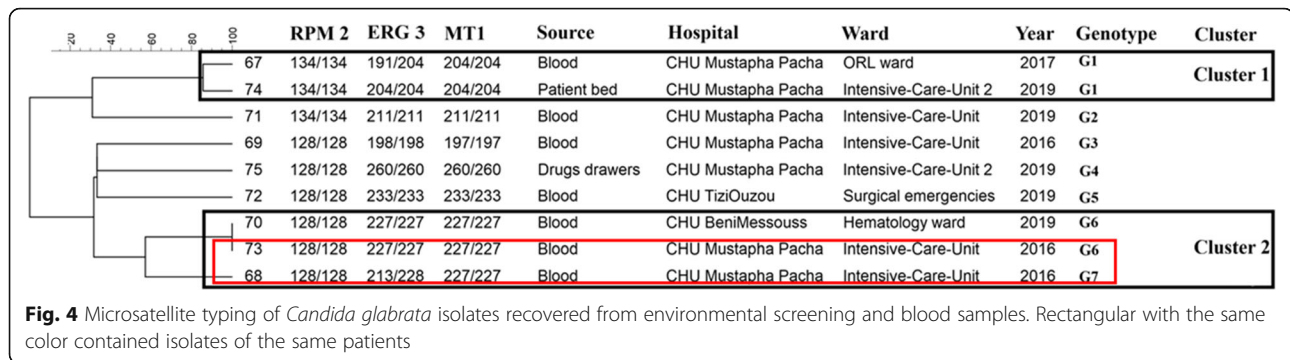 20 40 60 80 100 RPM 2 ERG 3 MT1 Source Hospital Ward Year Genotype Cluster
67 134/134 191/204 204/204 Blood CHU Mustapha Pacha ORL ward 2017 G1 Cluster 1
74 134/134 204/204 204/204 Patient bed CHU Mustapha Pacha Intensive-Care-Unit 2 2019 G1
71 134/134 211/211 211/211 Blood CHU Mustapha Pacha Intensive-Care-Unit 2019 G2
69 128/128 198/198 197/197 Blood CHU Mustapha Pacha Intensive-Care-Unit 2016 G3
75 128/128 260/260 260/260 Drugs drawers CHU Mustapha Pacha Intensive-Care-Unit 2 2019 G4
72 128/128 233/233 233/233 Blood CHU TiziOuzou Surgical emergencies 2019 G5
70 128/128 227/227 227/227 Blood CHU BeniMessouss Hematology ward 2019 G6
73 128/128 227/227 227/227 Blood CHU Mustapha Pacha Intensive-Care-Unit 2016 G6 Cluster 2
68 128/128 213/228 227/227 Blood CHU Mustapha Pacha Intensive-Care-Unit 2016 G7
Fig. 4 Microsatellite typing of Candida glabrata isolates recovered from environmental screening and blood samples. Rectangular with the same
color contained isolates of the same patients